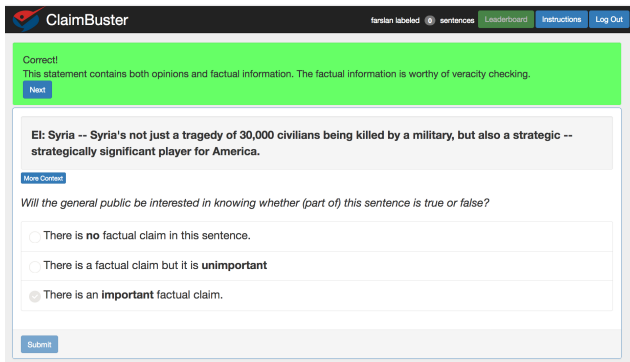 ClaimBuster
farslan labeled 0 sentences Leaderboard Instructions Log Out
Correct!
This statement contains both opinions and factual information. The factual information is worthy of veracity checking.
Next
EI: Syria -- Syria's not just a tragedy of 30,000 civilians being killed by a military, but also a strategic --
strategically significant player for America.
More Context
Will the general public be interested in knowing whether (part of) this sentence is true or false?
There is no factual claim in this sentence.
There is a factual claim but it is unimportant
There is an important factual claim.
Submit